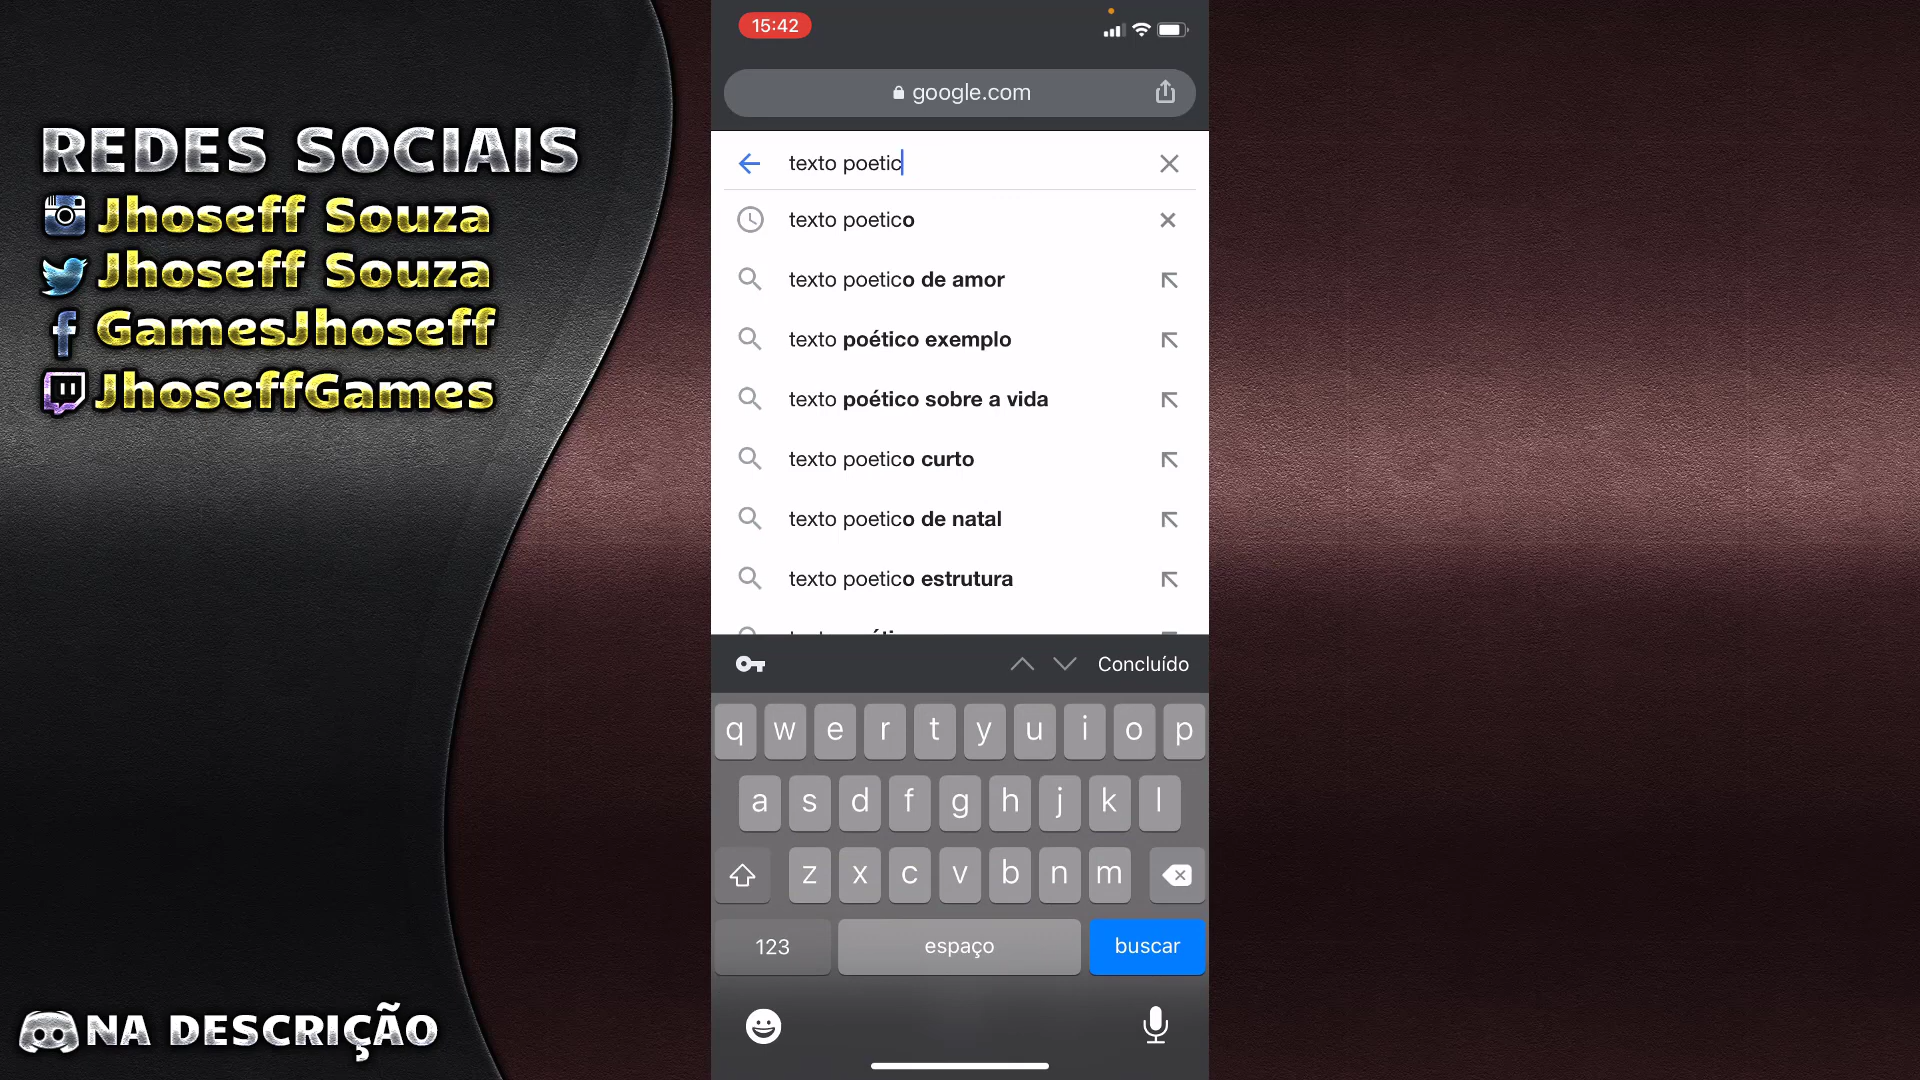 REDES SOCIAIS
Jhoseff Souza
Jhoseff Souza
GamesJhoseff
JhoseffGames
NA DESCRIÇÃO
15:42
google.com
texto poetic
texto poetico
texto poetico de amor
texto poético exemplo
texto poético sobre a vida
texto poetico curto
texto poetico de natal
texto poetico estrutura
Concluído
q w e r t y u i o p
a s d f g h j k l
z x c v b n m
123 espaço buscar